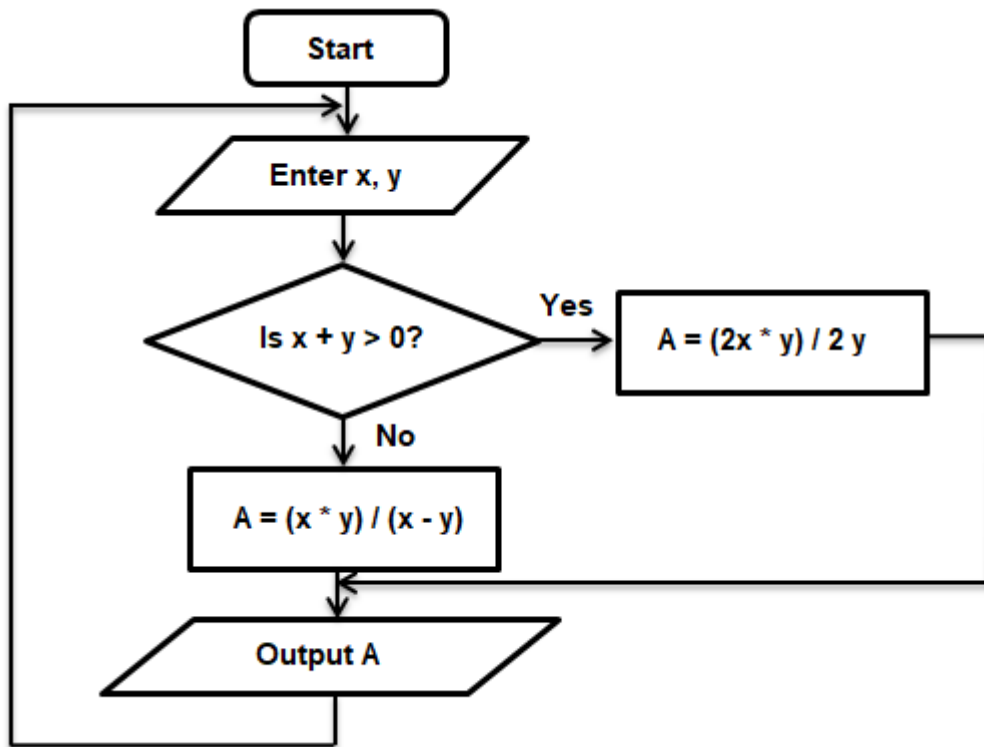 Start
Enter x, y
Is x + y > 0?
Yes
A = (2x * y) / 2 y
No
A = (x * y) / (x - y)
Output A